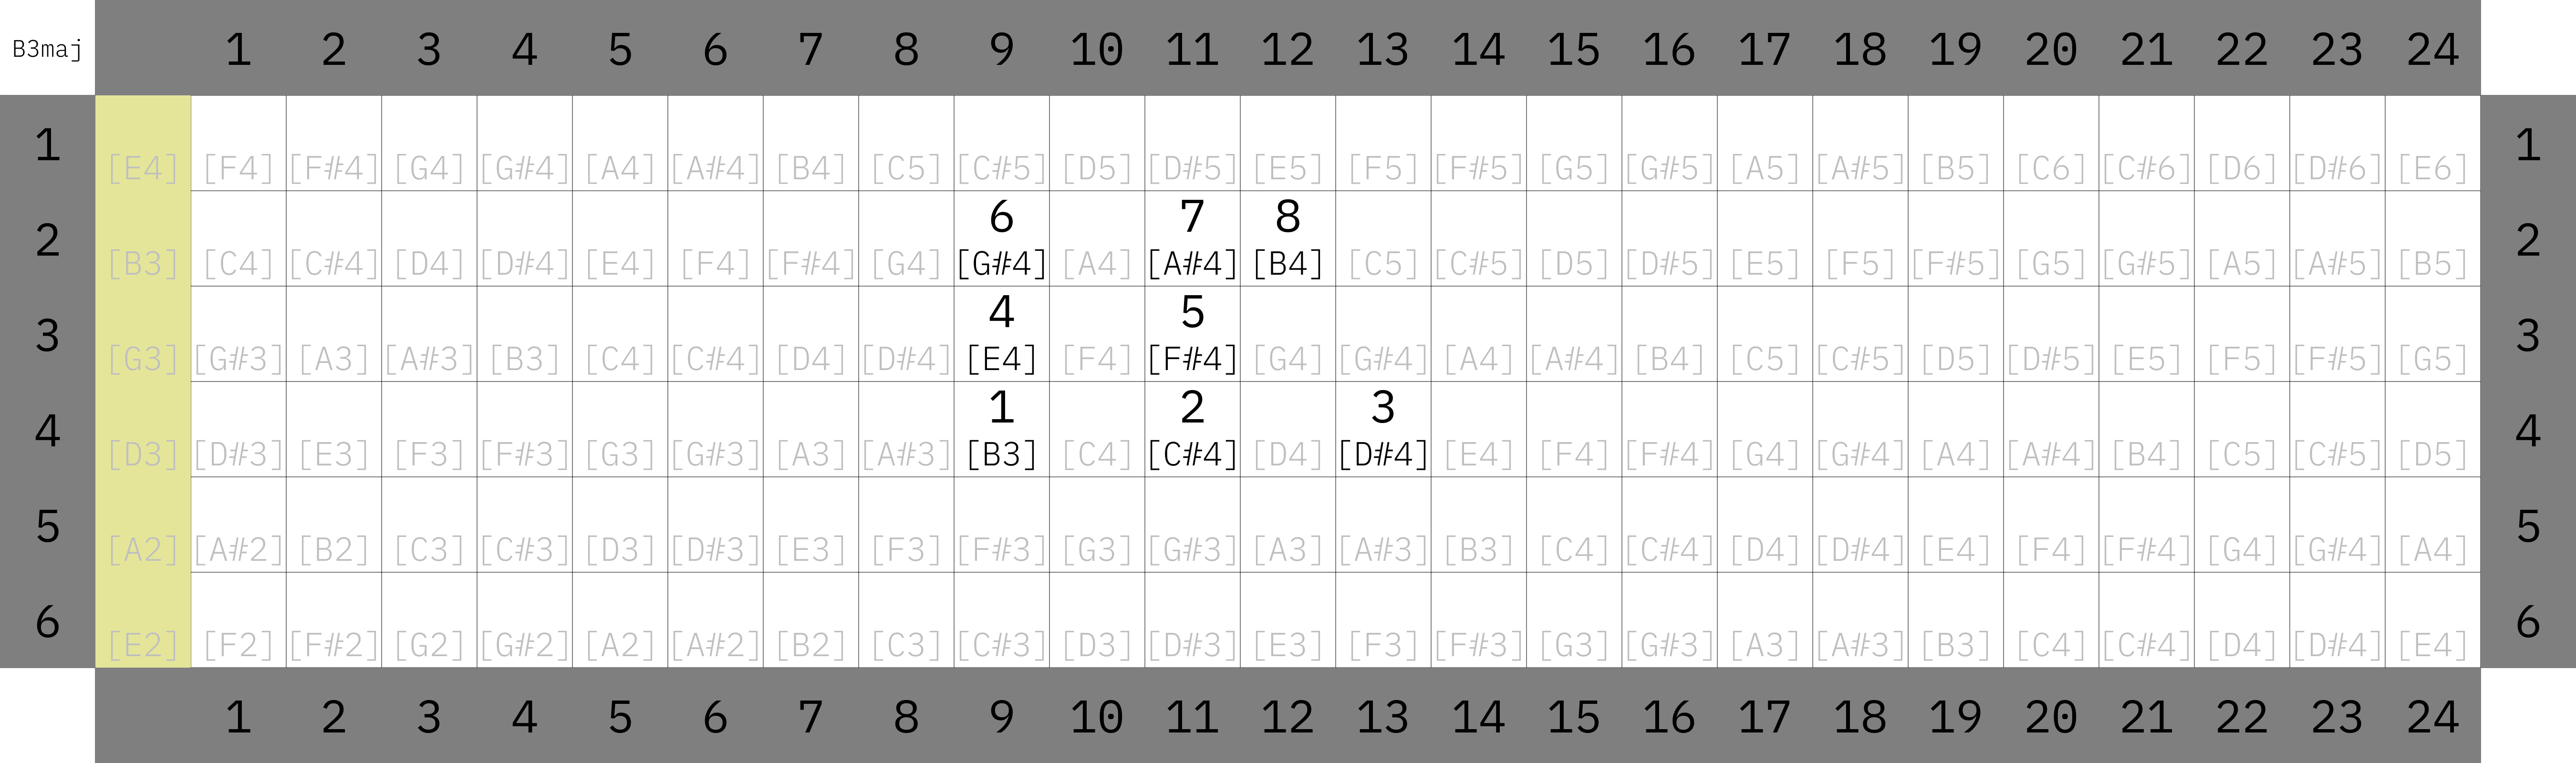 B3maj 1 2 3 4 5 6 7 8 9 10 11 12 13 14 15 16 17 18 19 20 21 22 23 24
1 [E4] [F4] [F#4] [G4] [G#4] [A4] [A#4] [B4] [C5] [C#5] [D5] [D#5] [E5] [F5] [F#5] [G5] [G#5] [A5] [A#5] [B5] [C6] [C#6] [D6] [D#6] [E6] 1
6 7 8
2 [B3] [C4] [C#4] [D4] [D#4] [E4] [F4] [F#4] [G4] [G#4] [A4] [A#4] [B4] [C5] [C#5] [D5] [D#5] [E5] [F5] [F#5] [G5] [G#5] [A5] [A#5] [B5] 2
4 5
3 [G3] [G#3] [A3] [A#3] [B3] [C4] [C#4] [D4] [D#4] [E4] [F4] [F#4] [G4] [G#4] [A4] [A#4] [B4] [C5] [C#5] [D5] [D#5] [E5] [F5] [F#5] [G5] 3
1 2 3
4 [D3] [D#3] [E3] [F3] [F#3] [G3] [G#3] [A3] [A#3] [B3] [C4] [C#4] [D4] [D#4] [E4] [F4] [F#4] [G4] [G#4] [A4] [A#4] [B4] [C5] [C#5] [D5] 4
5 [A2] [A#2] [B2] [C3] [C#3] [D3] [D#3] [E3] [F3] [F#3] [G3] [G#3] [A3] [A#3] [B3] [C4] [C#4] [D4] [D#4] [E4] [F4] [F#4] [G4] [G#4] [A4] 5
6 [E2] [F2] [F#2] [G2] [G#2] [A2] [A#2] [B2] [C3] [C#3] [D3] [D#3] [E3] [F3] [F#3] [G3] [G#3] [A3] [A#3] [B3] [C4] [C#4] [D4] [D#4] [E4] 6
1 2 3 4 5 6 7 8 9 10 11 12 13 14 15 16 17 18 19 20 21 22 23 24